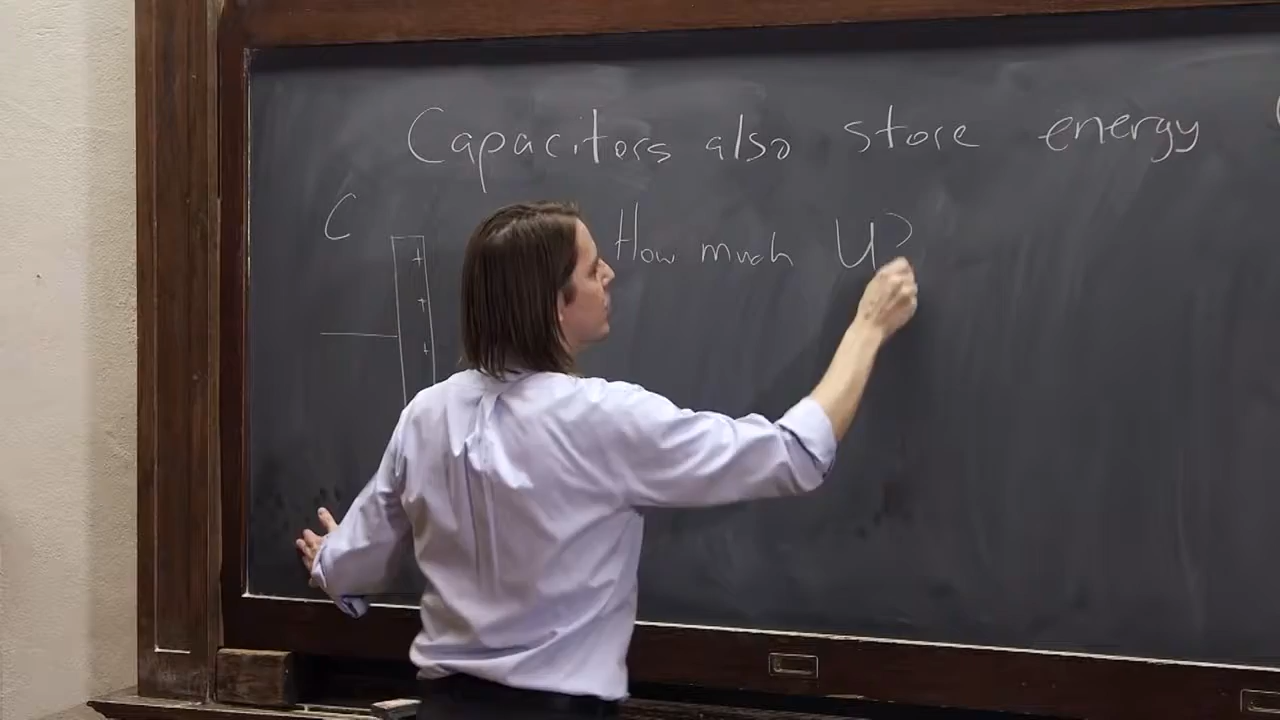 Capacitors also store energy (
C
How much U?
+
+
+